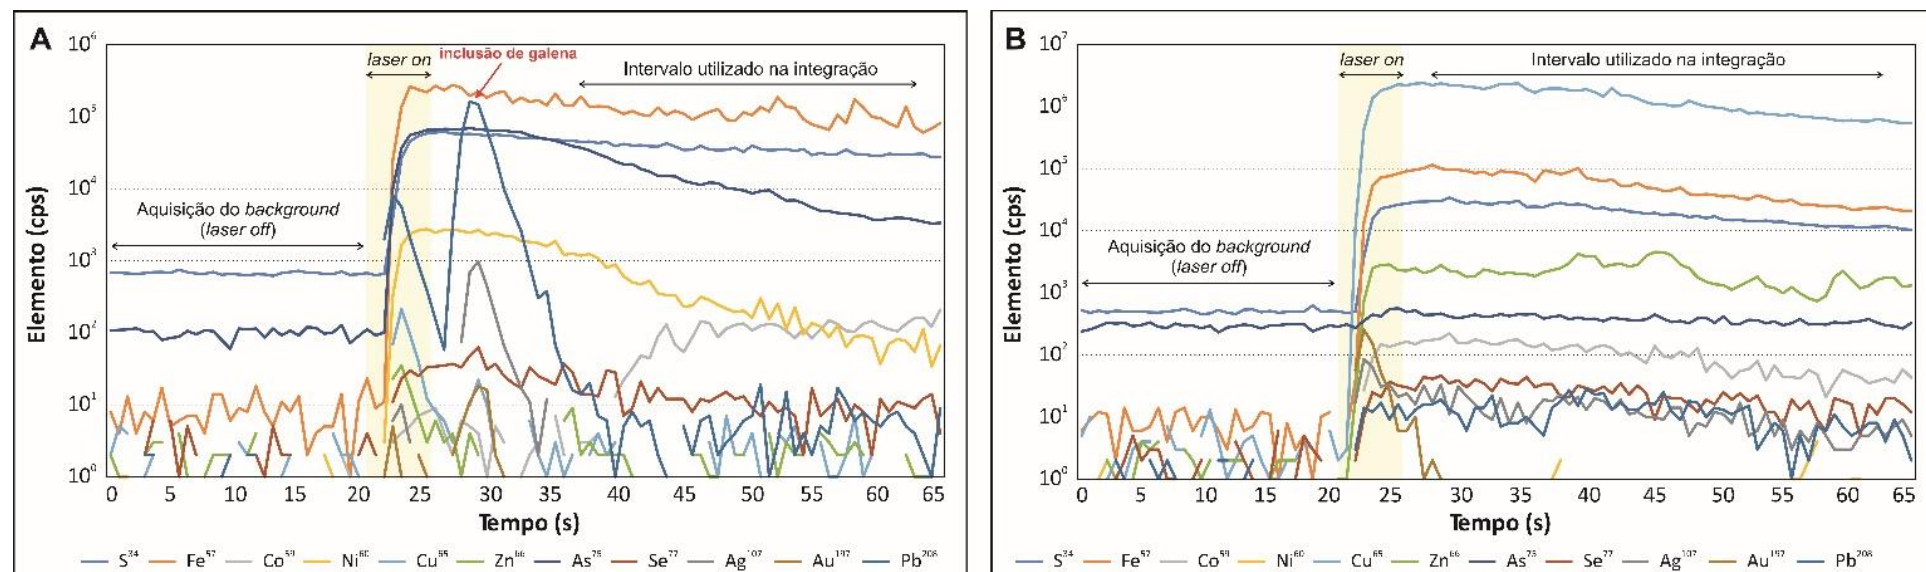 A
10⁶
10⁵
10⁴
10³
10²
10¹
10⁰
Elemento (cps)
laser on
inclusão de galena
Intervalo utilizado na integração
Aquisição do background
(laser off)
0 5 10 15 20 25 30 35 40 45 50 55 60 65
Tempo (s)
S³⁴ Fe⁵⁷ Co⁵⁹ Ni⁶⁰ Cu⁶⁵ Zn⁶⁶ As⁷⁵ Se⁷⁷ Ag¹⁰⁷ Au¹⁹⁷ Pb²⁰⁸
B
10⁷
10⁶
10⁵
10⁴
10³
10²
10¹
10⁰
Elemento (cps)
laser on
Intervalo utilizado na integração
Aquisição do background
(laser off)
0 5 10 15 20 25 30 35 40 45 50 55 60 65
Tempo (s)
S³⁴ Fe⁵⁷ Co⁵⁹ Ni⁶⁰ Cu⁶⁵ Zn⁶⁶ As⁷⁵ Se⁷⁷ Ag¹⁰⁷ Au¹⁹⁷ Pb²⁰⁸